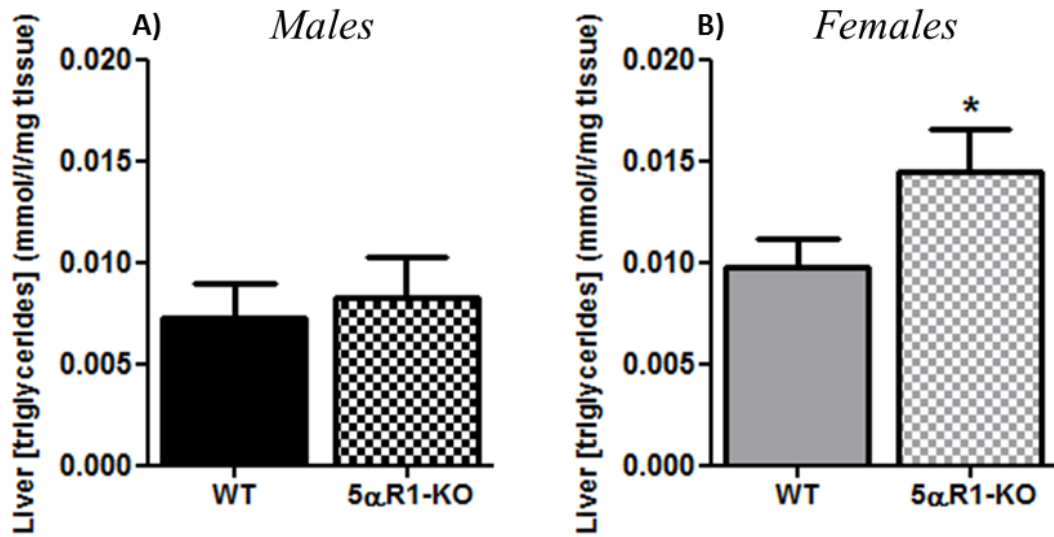 A) Males
Liver [triglycerides] (mmol/l/mg tissue)
0.020
0.015
0.010
0.005
0.000
WT 5αR1-KO
B) Females
Liver [triglycerides] (mmol/l/mg tissue)
0.020
0.015
0.010
0.005
0.000
*
WT 5αR1-KO